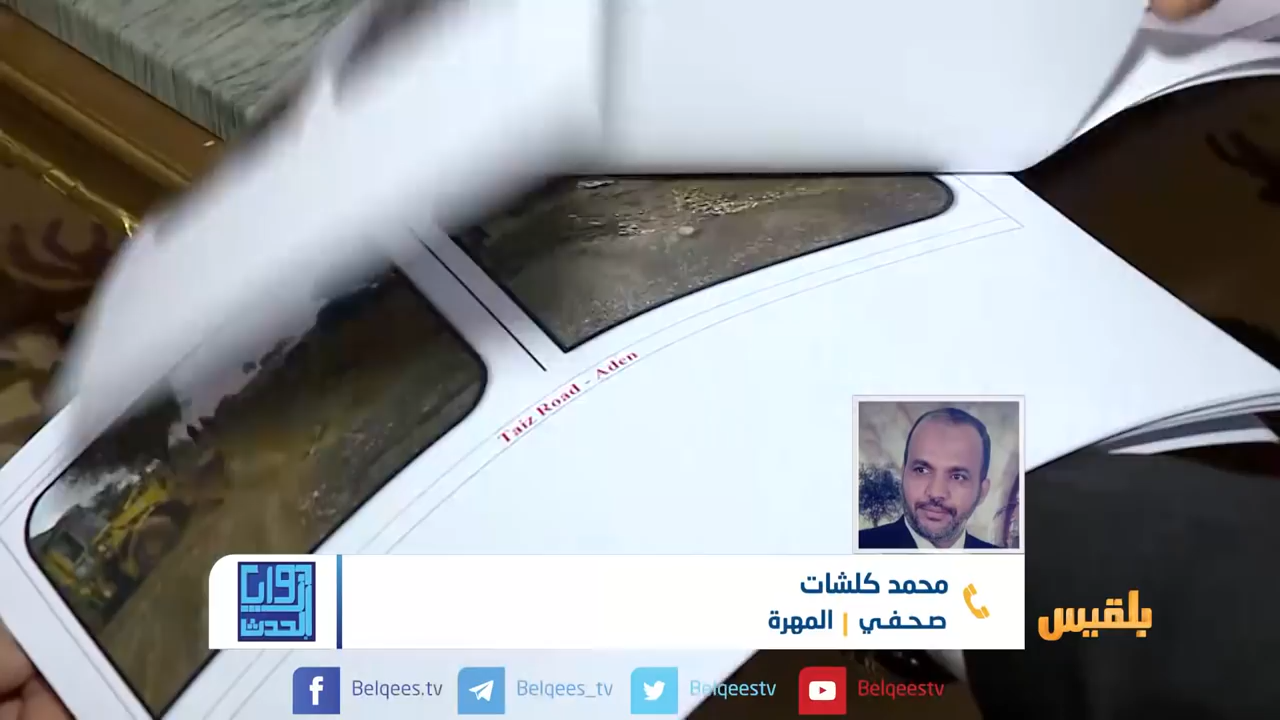 Taiz Road - Aden
محمد كلشات
صحفي | المهرة
بلقيس
زوايا
الحدث
Belqees.tv
Belqees_tv
Belqeestv
Belqeestv